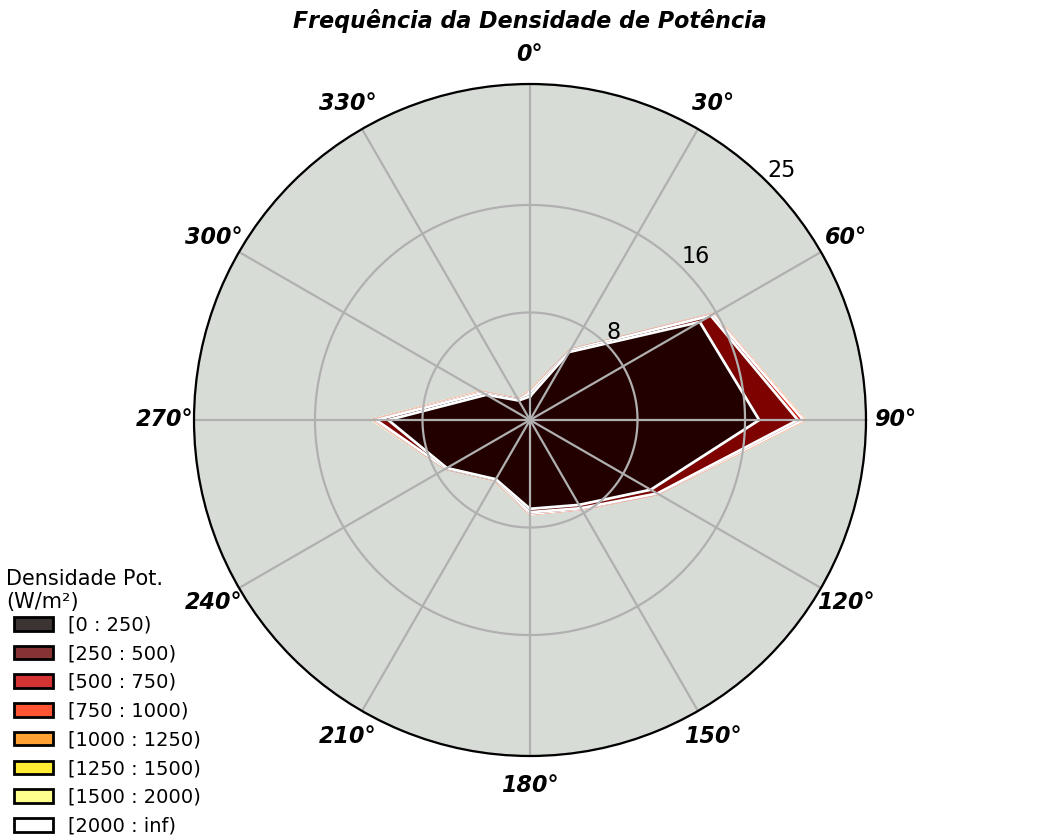 Frequência da Densidade de Potência
0°
330°
30°
25
300°
60°
16
8
270°
90°
240°
120°
210°
150°
180°
Densidade Pot.
(W/m²)
[0 : 250)
[250 : 500)
[500 : 750)
[750 : 1000)
[1000 : 1250)
[1250 : 1500)
[1500 : 2000)
[2000 : inf)